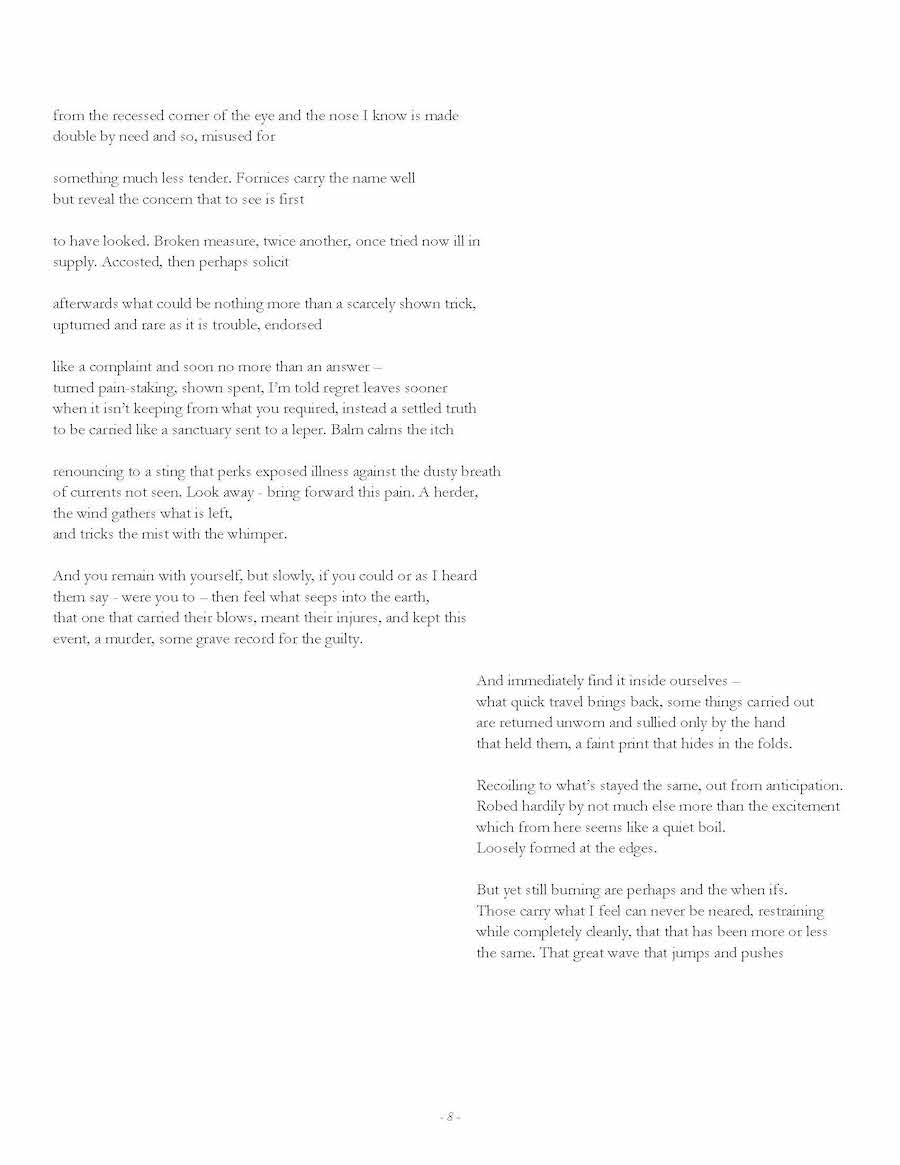 from the recessed corner of the eye and the nose I know is made
double by need and so, misused for
something much less tender. Fornices carry the name well
but reveal the concern that to see is first
to have looked. Broken measure, twice another, once tried now ill in
supply. Accosted, then perhaps solicit
afterwards what could be nothing more than a scarcely shown trick,
upturned and rare as it is trouble, endorsed
like a complaint and soon no more than an answer –
turned pain-staking, shown spent, I'm told regret leaves sooner
when it isn't keeping from what you required, instead a settled truth
to be carried like a sanctuary sent to a leper. Balm calms the itch
renouncing to a sting that perks exposed illness against the dusty breath
of currents not seen. Look away - bring forward this pain. A herder,
the wind gathers what is left,
and tricks the mist with the whimper.
And you remain with yourself, but slowly, if you could or as I heard
them say - were you to – then feel what seeps into the earth,
that one that carried their blows, meant their injures, and kept this
event, a murder, some grave record for the guilty.
And immediately find it inside ourselves –
what quick travel brings back, some things carried out
are returned unworn and sullied only by the hand
that held them, a faint print that hides in the folds.
Recoiling to what's stayed the same, out from anticipation.
Robed hardily by not much else more than the excitement
which from here seems like a quiet boil.
Loosely formed at the edges.
But yet still burning are perhaps and the when ifs.
Those carry what I feel can never be neared, restraining
while completely cleanly, that that has been more or less
the same. That great wave that jumps and pushes
- 8 -